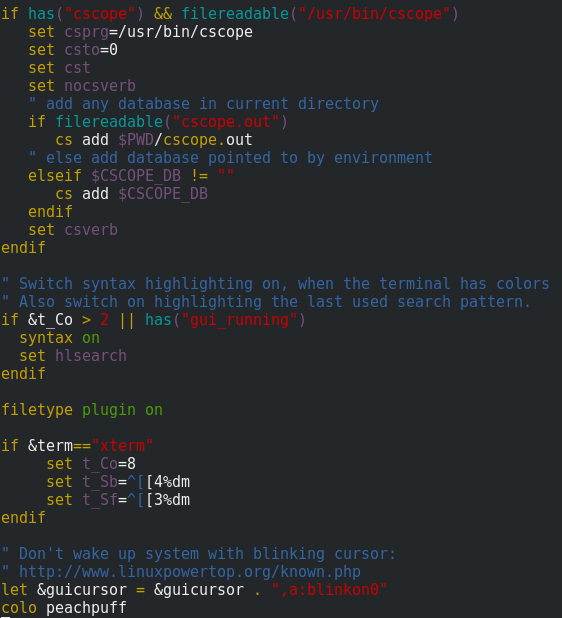 if has("cscope") && filereadable("/usr/bin/cscope")
   set csprg=/usr/bin/cscope
   set csto=0
   set cst
   set nocsverb
   " add any database in current directory
   if filereadable("cscope.out")
      cs add $PWD/cscope.out
   " else add database pointed to by environment
   elseif $CSCOPE_DB != ""
      cs add $CSCOPE_DB
   endif
   set csverb
endif

" Switch syntax highlighting on, when the terminal has colors
" Also switch on highlighting the last used search pattern.
if &t_Co > 2 || has("gui_running")
  syntax on
  set hlsearch
endif

filetype plugin on

if &term=="xterm"
     set t_Co=8
     set t_Sb=^[[4%dm
     set t_Sf=^[[3%dm
endif

" Don't wake up system with blinking cursor:
" http://www.linuxpowertop.org/known.php
let &guicursor = &guicursor . ",a:blinkon0"
colo peachpuff